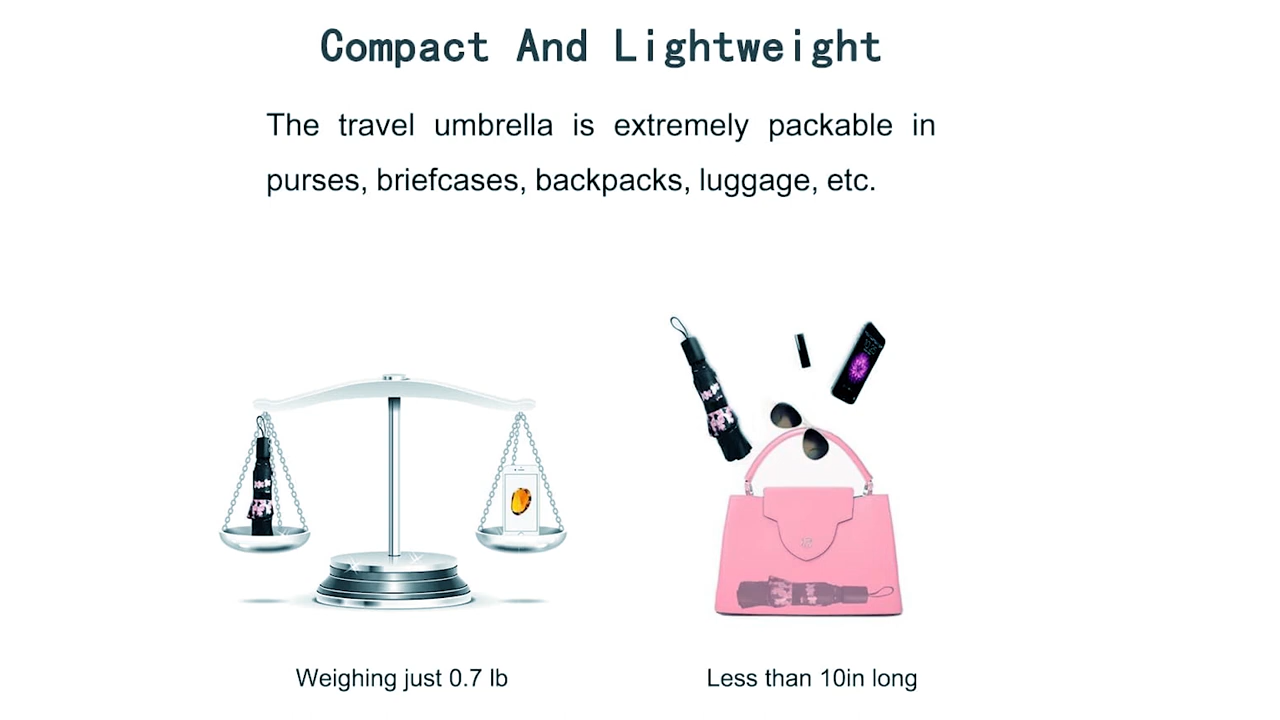 Compact And Lightweight
The travel umbrella is extremely packable in
purses, briefcases, backpacks, luggage, etc.
Weighing just 0.7 lb
Less than 10in long